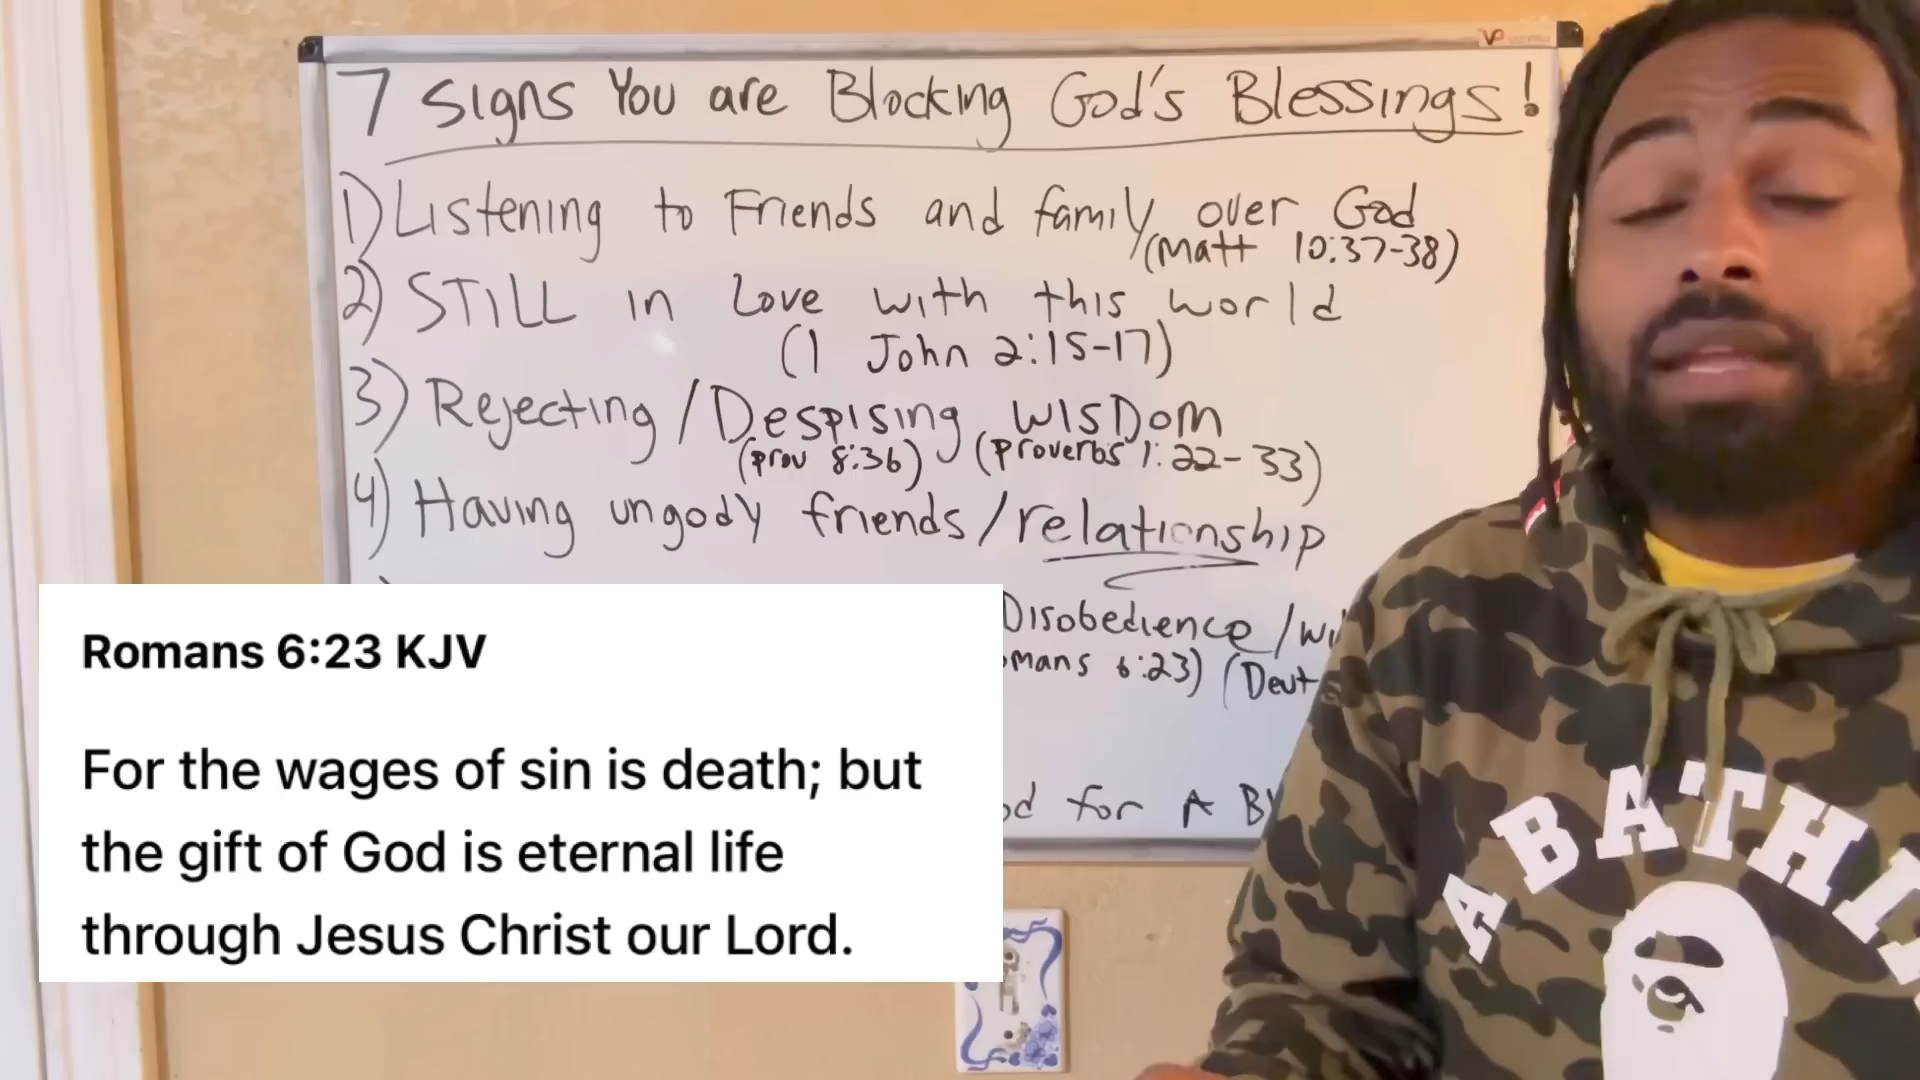 7 Signs You are Blocking God's Blessings!
1) Listening to Friends and family over God
(Matt 10:37-38)
2) STILL in Love with this world
(1 John 2:15-17)
3) Rejecting / Despising WISDOM
(prov 8:36) (proverbs 1:22-33)
4) Having ungody friends/relationship
Disobedience /
6:23) (Deut
for A
Romans 6:23 KJV
For the wages of sin is death; but
the gift of God is eternal life
through Jesus Christ our Lord.
A BATHI